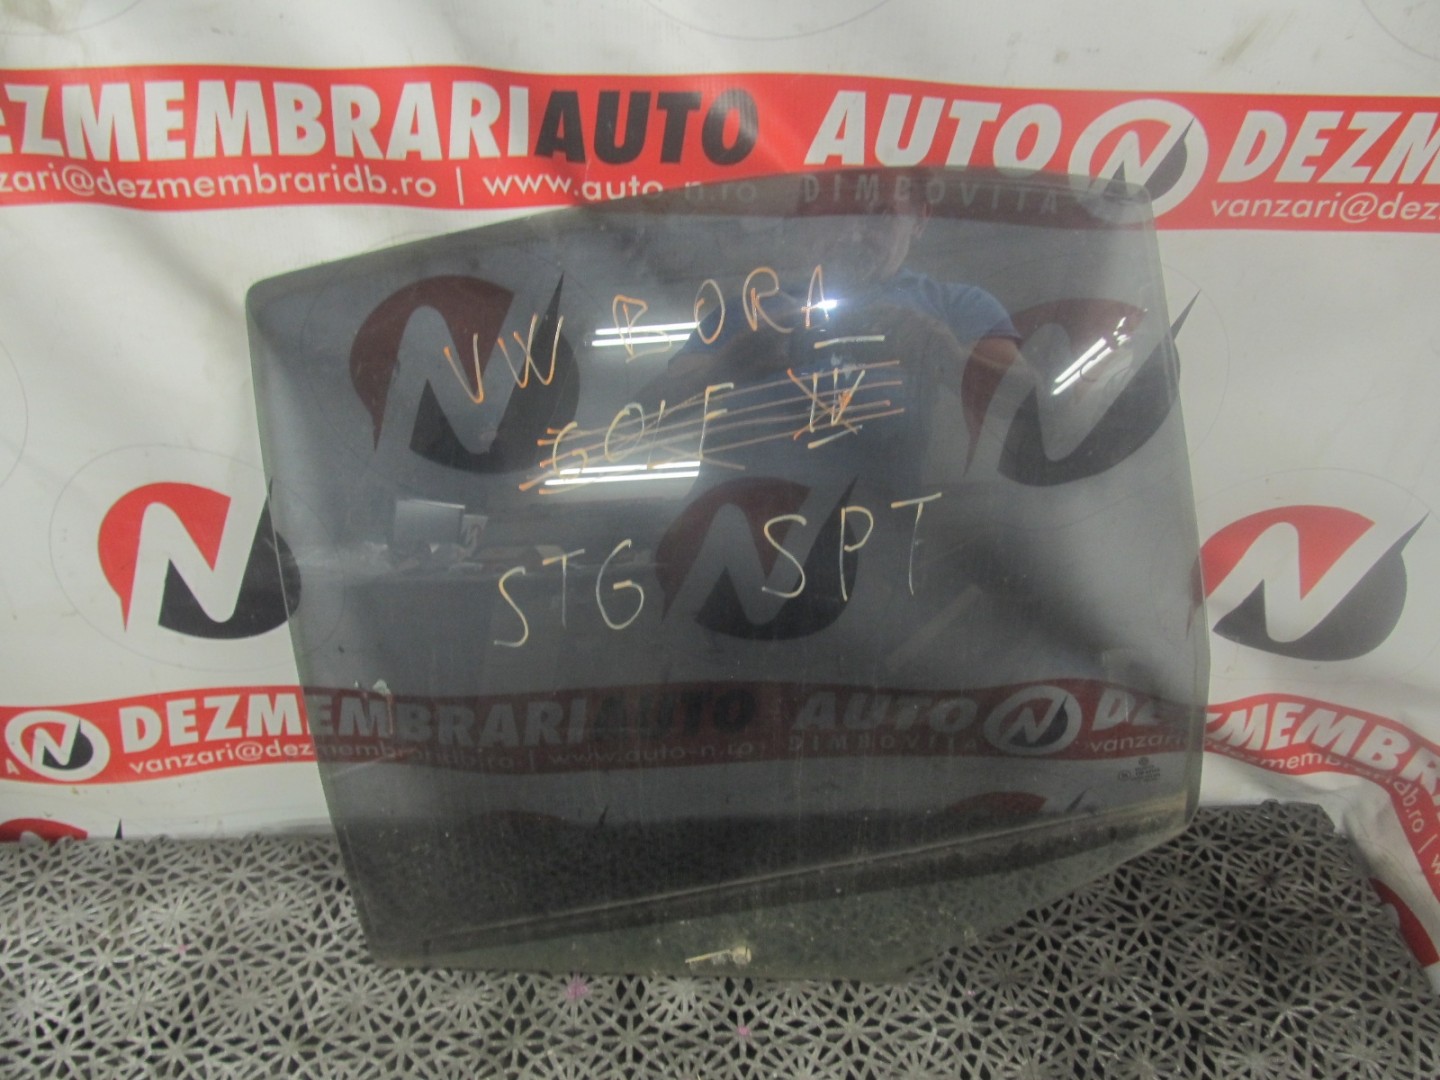 DEZMEMBRARIAUTO AUTO N DEZM
zari@dezmembraridb.ro | www.auto-n.ro DIMBOVITA vanzari@dez
VW BORA
GOLF IV
STG SPT
N DEZMEMBRARIAUTO AUTO N DEZMEMBRARI
vanzari@dezmembraridb.ro | www.auto-n.ro DIMBOVITA vanzari@dezmembraridb.ro | w